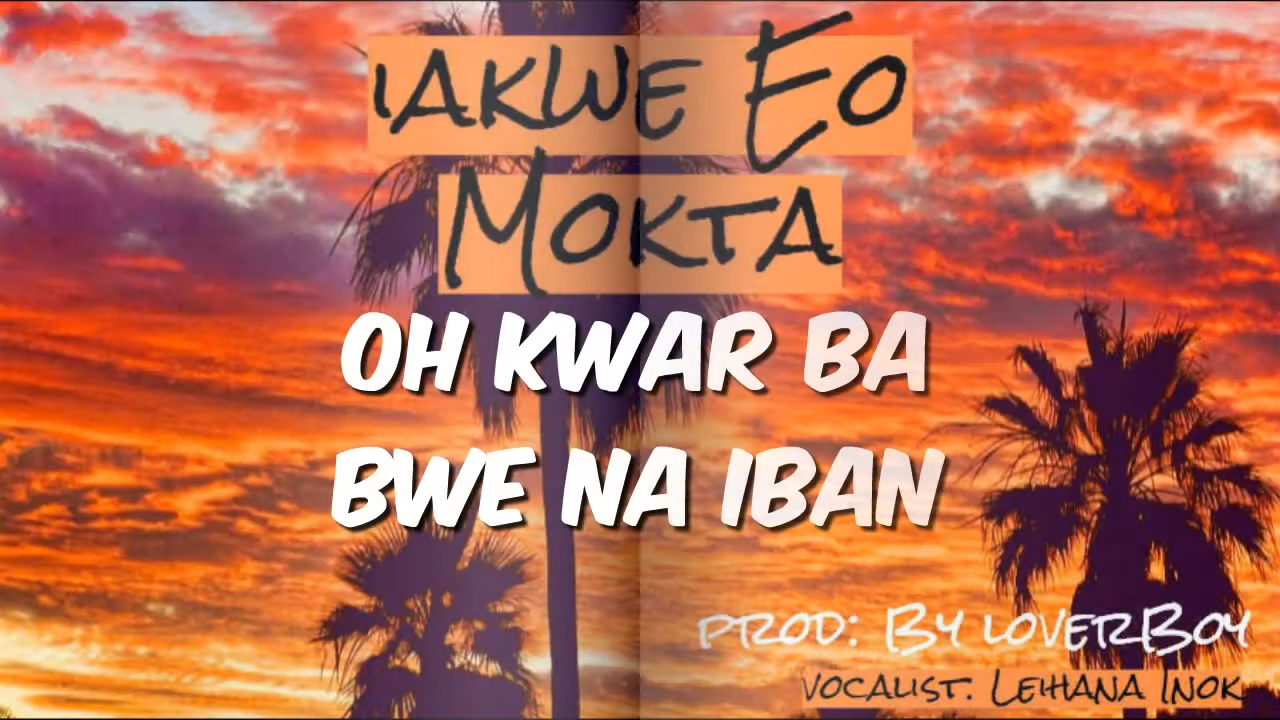 iakwe Eo
Mokta
OH KWAR BA
BWE NA IBAN
prod: By loverBoy
vocalist: Leihana Inok